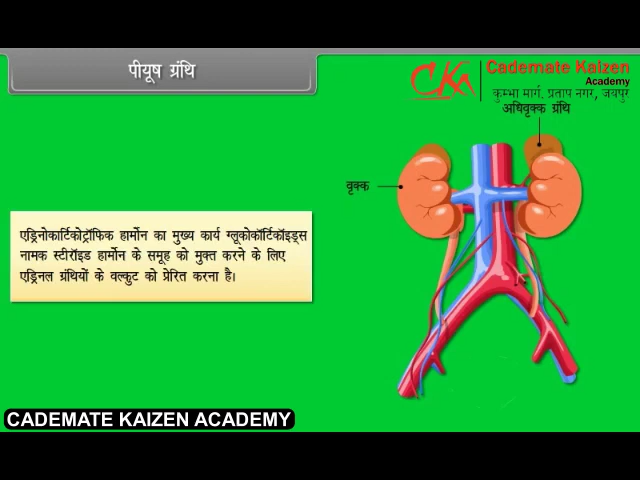 पीयूष ग्रंथि
CKA
Cademate Kaizen
Academy
कुम्भा मार्ग. प्रताप नगर, जयपुर
अधिवृक्क ग्रंथि
वृक्क
एड्रिनोकार्टिकोट्रॉफिक हार्मोन का मुख्य कार्य ग्लूकोकॉर्टिकॉइड्स
नामक स्टीरॉइड हार्मोन के समूह को मुक्त करने के लिए
एड्रिनल ग्रंथियों के वल्कुट को प्रेरित करना है।
CADEMATE KAIZEN ACADEMY